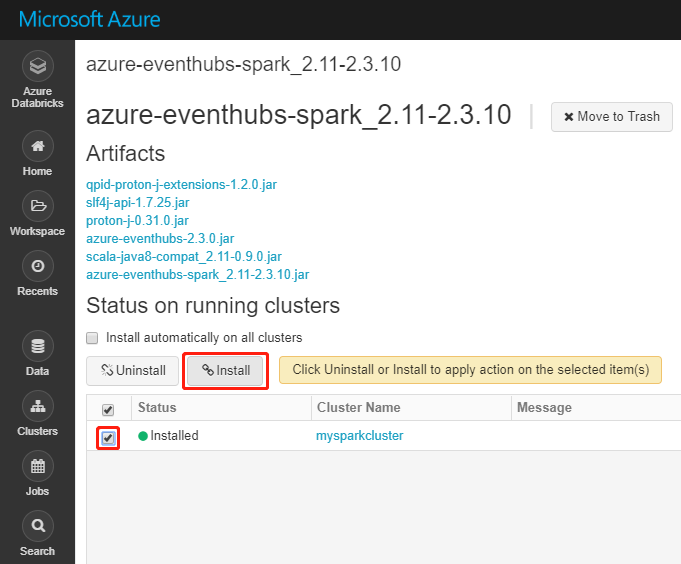 Microsoft Azure
Azure
Databricks
Home
Workspace
Recents
Data
Clusters
Jobs
Search
azure-eventhubs-spark_2.11-2.3.10
azure-eventhubs-spark_2.11-2.3.10
Move to Trash
Artifacts
qpid-proton-j-extensions-1.2.0.jar
slf4j-api-1.7.25.jar
proton-j-0.31.0.jar
azure-eventhubs-2.3.0.jar
scala-java8-compat_2.11-0.9.0.jar
azure-eventhubs-spark_2.11-2.3.10.jar
Status on running clusters
Install automatically on all clusters
Uninstall
Install
Click Uninstall or Install to apply action on the selected item(s)
Status Cluster Name Message
Installed mysparkcluster